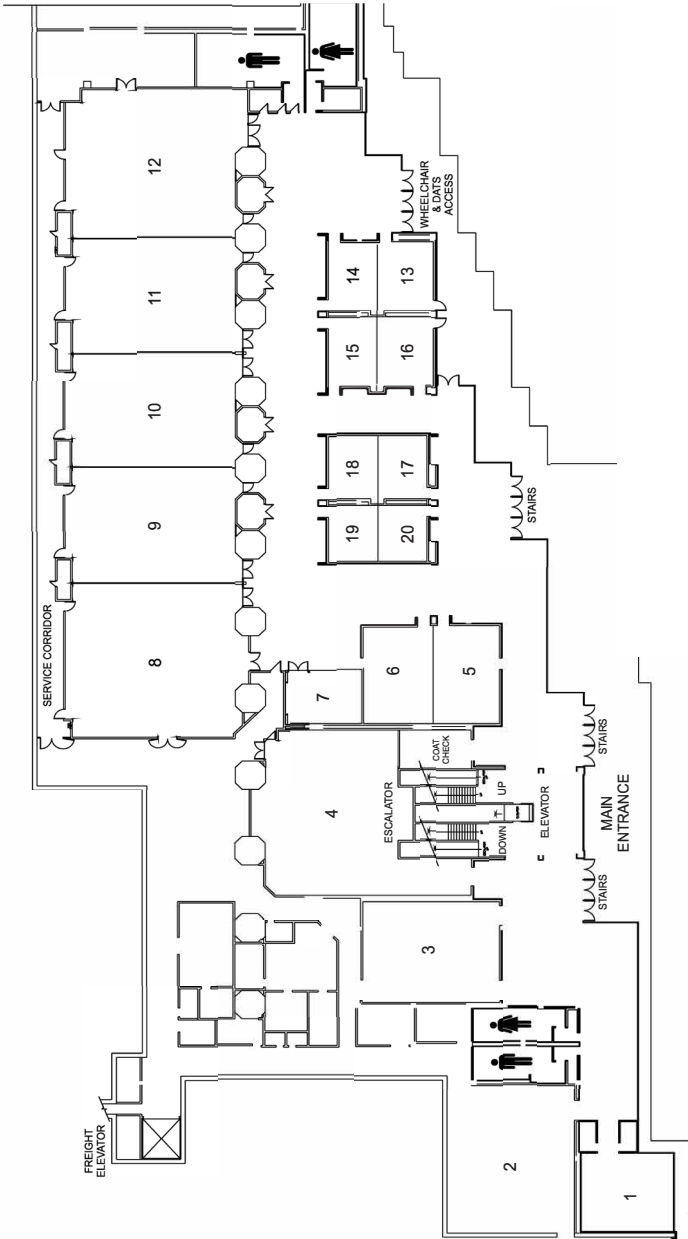 WHEELCHAIR
& DATS
ACCESS
12
11
14
13
15
16
10
18
17
STAIRS
9
19
20
SERVICE CORRIDOR
8
6
5
7
COAT
CHECK
STAIRS
4
ESCALATOR
UP
DOWN
ELEVATOR
MAIN
ENTRANCE
STAIRS
3
FREIGHT
ELEVATOR
2
1